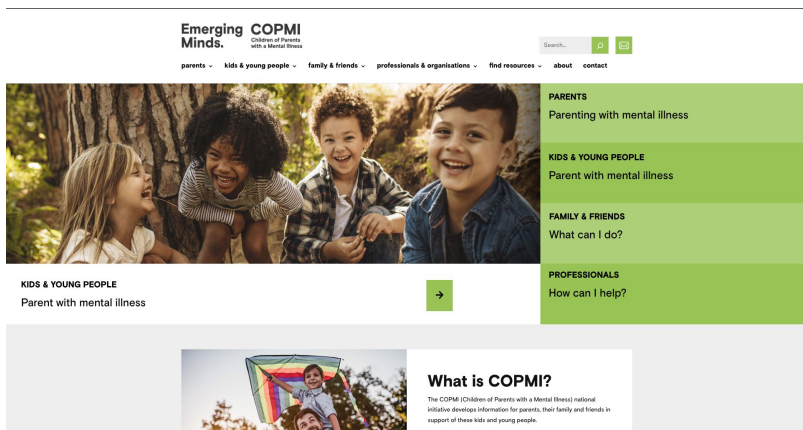 Emerging
Minds.
COPMI
Children of Parents
with a Mental Illness
Search...
parents
kids & young people
family & friends
professionals & organisations
find resources
about
contact
PARENTS
Parenting with mental illness
KIDS & YOUNG PEOPLE
Parent with mental illness
FAMILY & FRIENDS
What can I do?
PROFESSIONALS
How can I help?
KIDS & YOUNG PEOPLE
Parent with mental illness
What is COPMI?
The COPMI (Children of Parents with a Mental Illness) national
initiative develops information for parents, their family and friends in
support of these kids and young people.